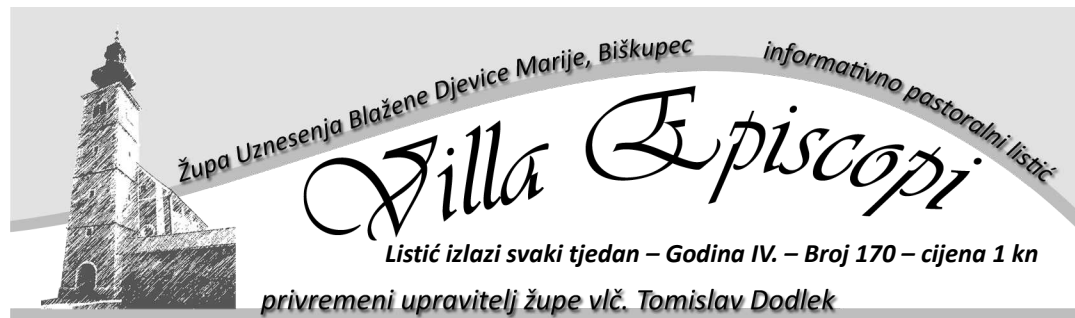 Župa Uznesenja Blažene Djevice Marije, Biškupec
informativno pastoralni listić
Villa Episcopi
Listić izlazi svaki tjedan – Godina IV. – Broj 170 – cijena 1 kn
privremeni upravitelj župe vlč. Tomislav Dodlek